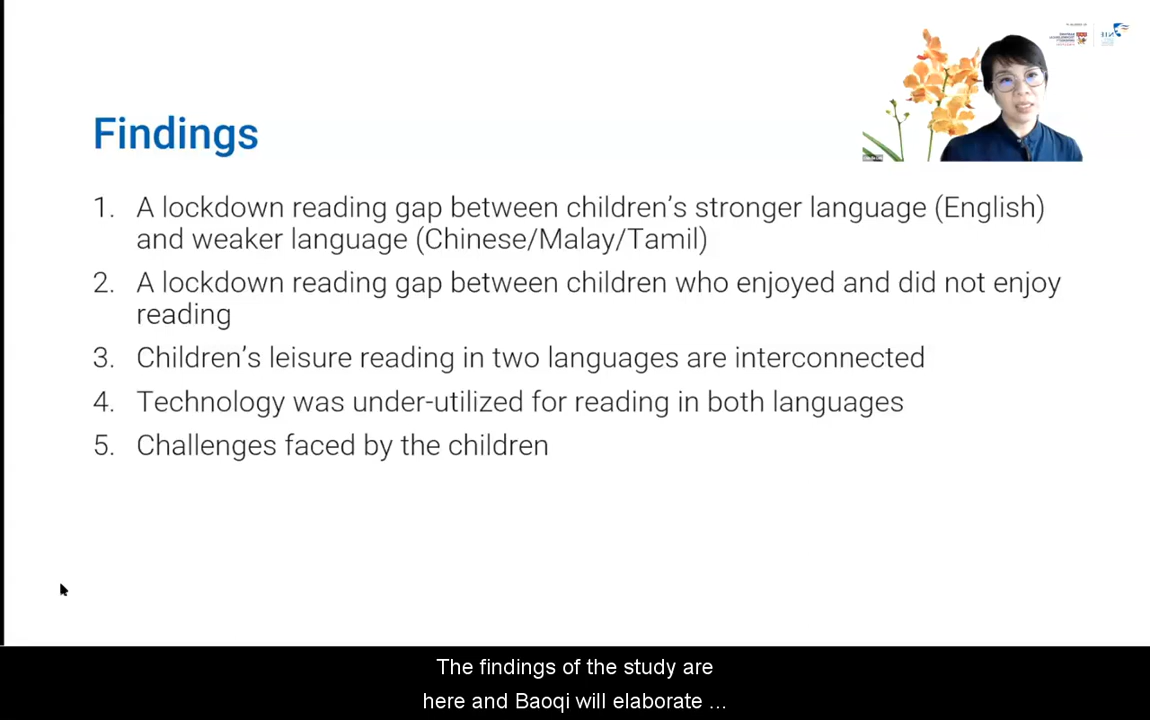 Findings
1. A lockdown reading gap between children's stronger language (English)
and weaker language (Chinese/Malay/Tamil)
2. A lockdown reading gap between children who enjoyed and did not enjoy
reading
3. Children's leisure reading in two languages are interconnected
4. Technology was under-utilized for reading in both languages
5. Challenges faced by the children
The findings of the study are
here and Baoqi will elaborate ...